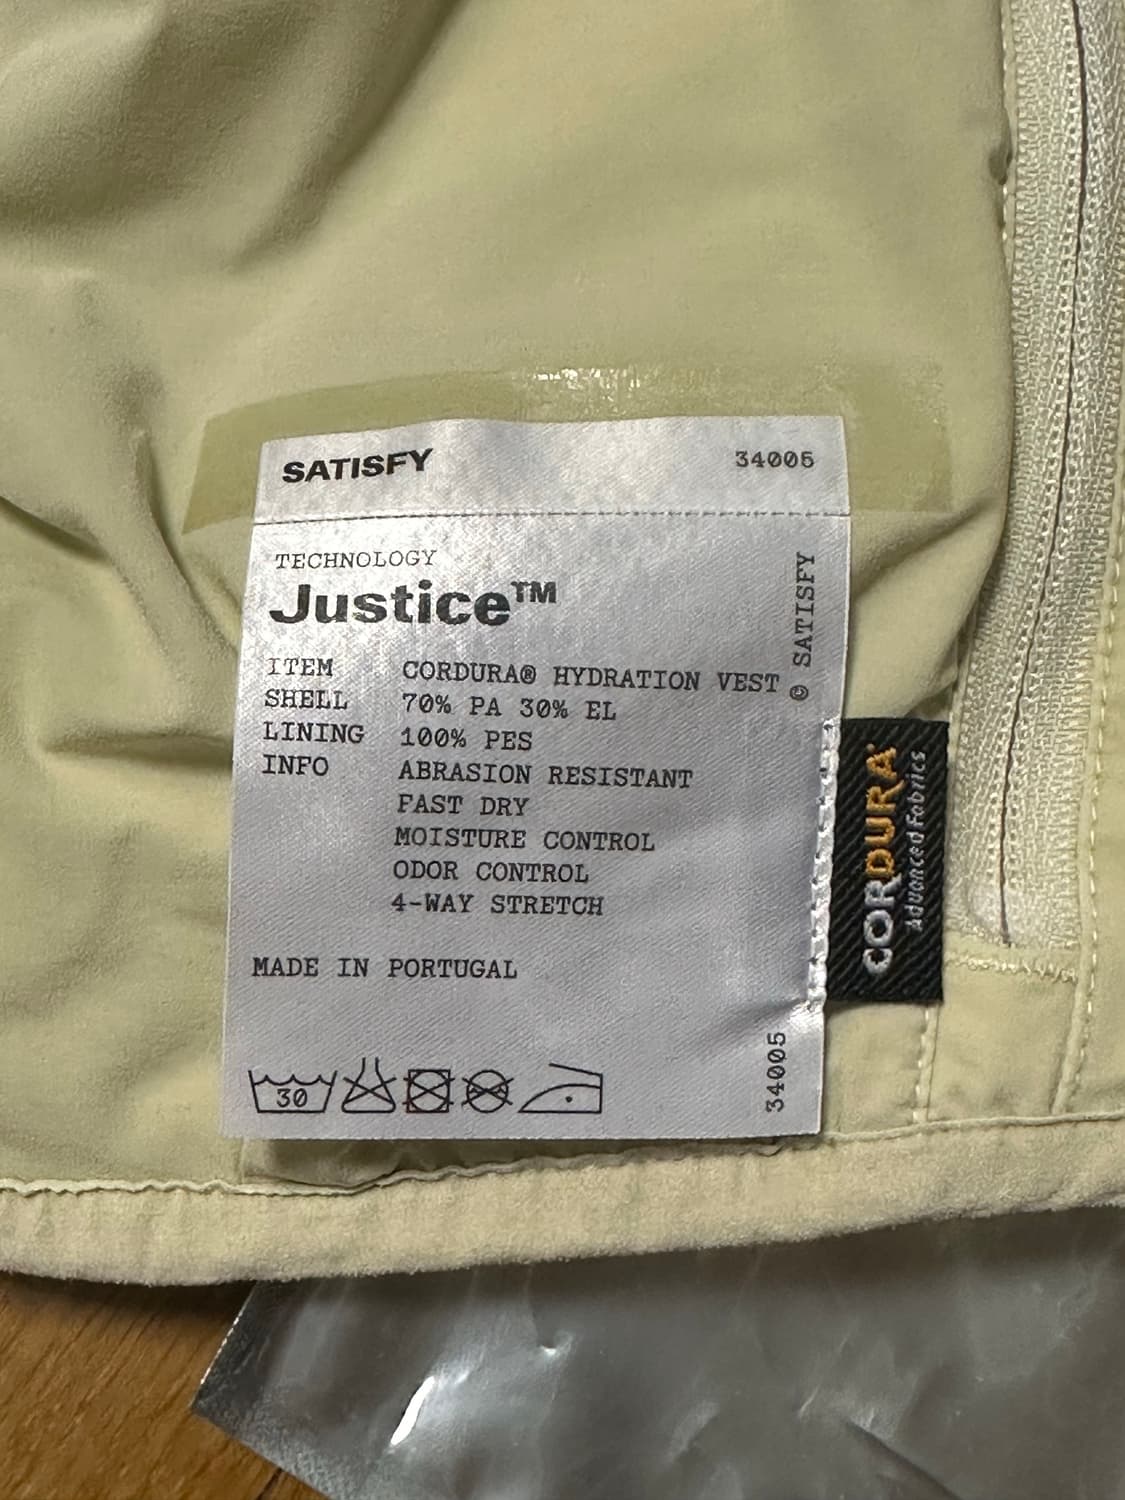 SATISFY 34005
TECHNOLOGY
Justice™
ITEM CORDURA® HYDRATION VEST
SHELL 70% PA 30% EL
LINING 100% PES
INFO ABRASION RESISTANT
FAST DRY
MOISTURE CONTROL
ODOR CONTROL
4-WAY STRETCH
MADE IN PORTUGAL
30
© SATISFY
34005
CORDURA®
Advanced Fabrics